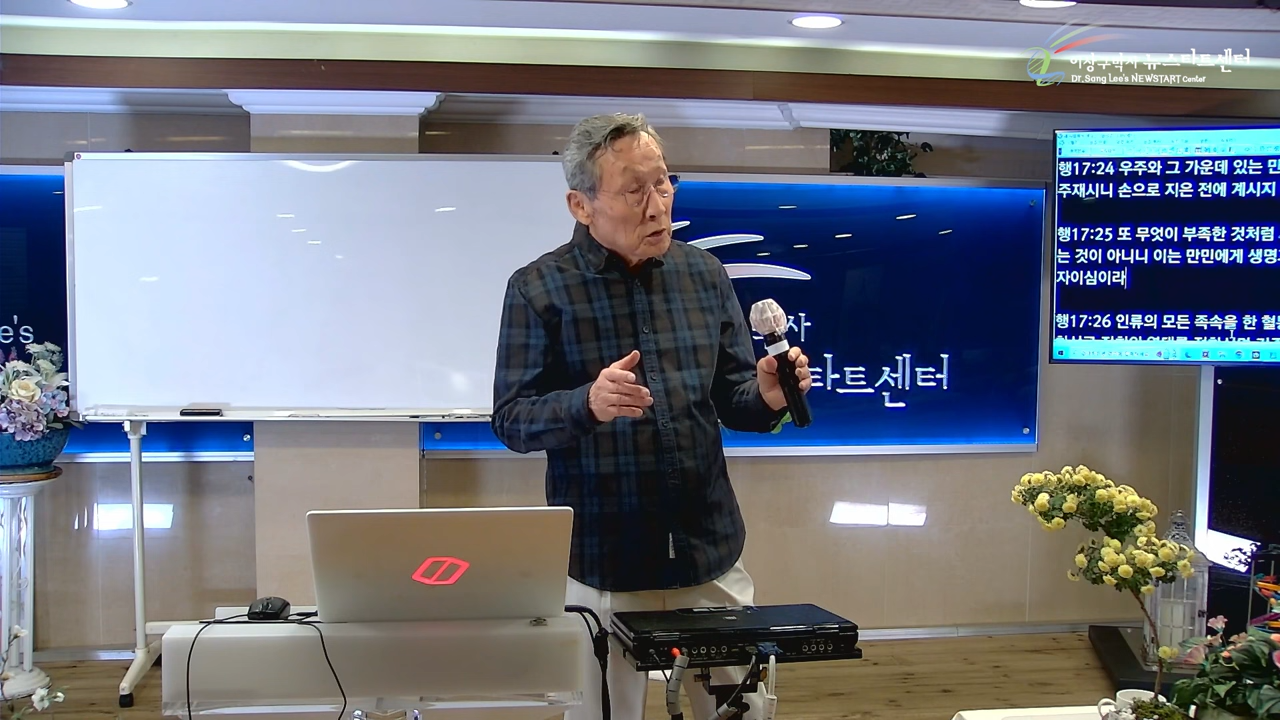 이상구박사 뉴스타트센터
Dr. Sang Lee's NEWSTART Center
행17:24 우주와 그 가운데 있는 만
주재시니 손으로 지은 전에 계시지
행17:25 또 무엇이 부족한 것처럼
는 것이 아니니 이는 만민에게 생명
자이심이라
행17:26 인류의 모든 족속을 한 혈
e's
사
타트센터